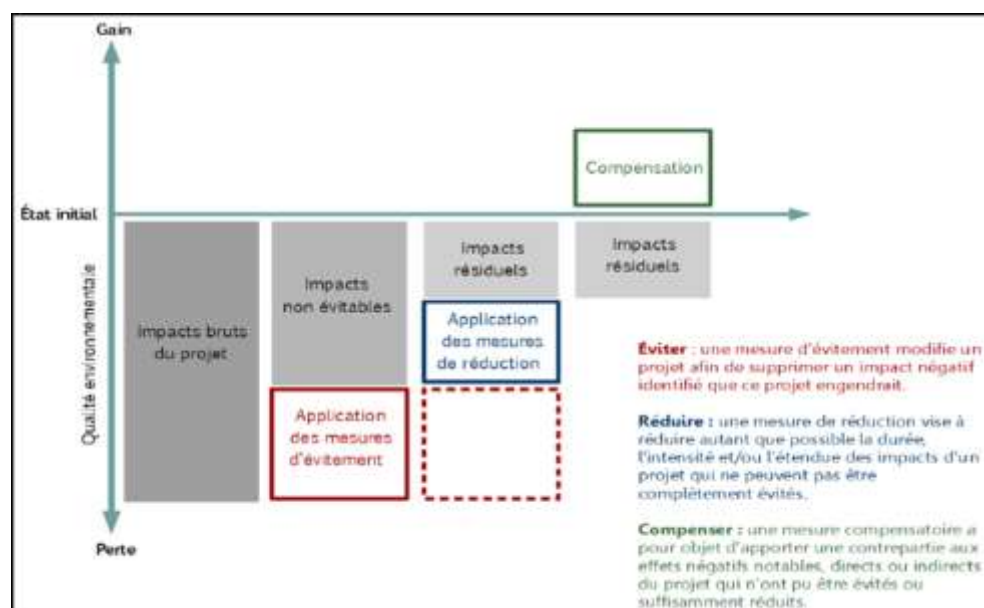 Gain
Compensation
État initial
Qualité environnementale
Impacts bruts
du projet
Impacts
non évitables
Application
des mesures
d'évitement
Impacts
résiduels
Application
des mesures
de réduction
Impacts
résiduels
Perte
Éviter : une mesure d'évitement modifie un
projet afin de supprimer un impact négatif
identifié que ce projet engendrait.
Réduire : une mesure de réduction vise à
réduire autant que possible la durée,
l'intensité et/ou l'étendue des impacts d'un
projet qui ne peuvent pas être
complètement évités.
Compenser : une mesure compensatoire a
pour objet d'apporter une contrepartie aux
effets négatifs notables, directs ou indirects
du projet qui n'ont pu être évités ou
suffisamment réduits.